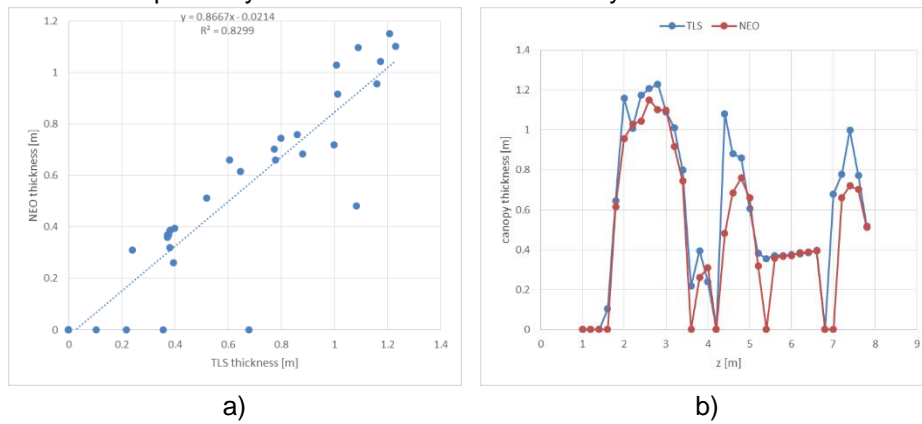 y = 0.8667x - 0.0214
R² = 0.8299
NEO thickness [m]
1.2
1
0.8
0.6
0.4
0.2
0
0 0.2 0.4 0.6 0.8 1 1.2 1.4
TLS thickness [m]
a)
TLS NEO
canopy thickness [m]
1.4
1.2
1
0.8
0.6
0.4
0.2
0
0 1 2 3 4 5 6 7 8 9
z [m]
b)